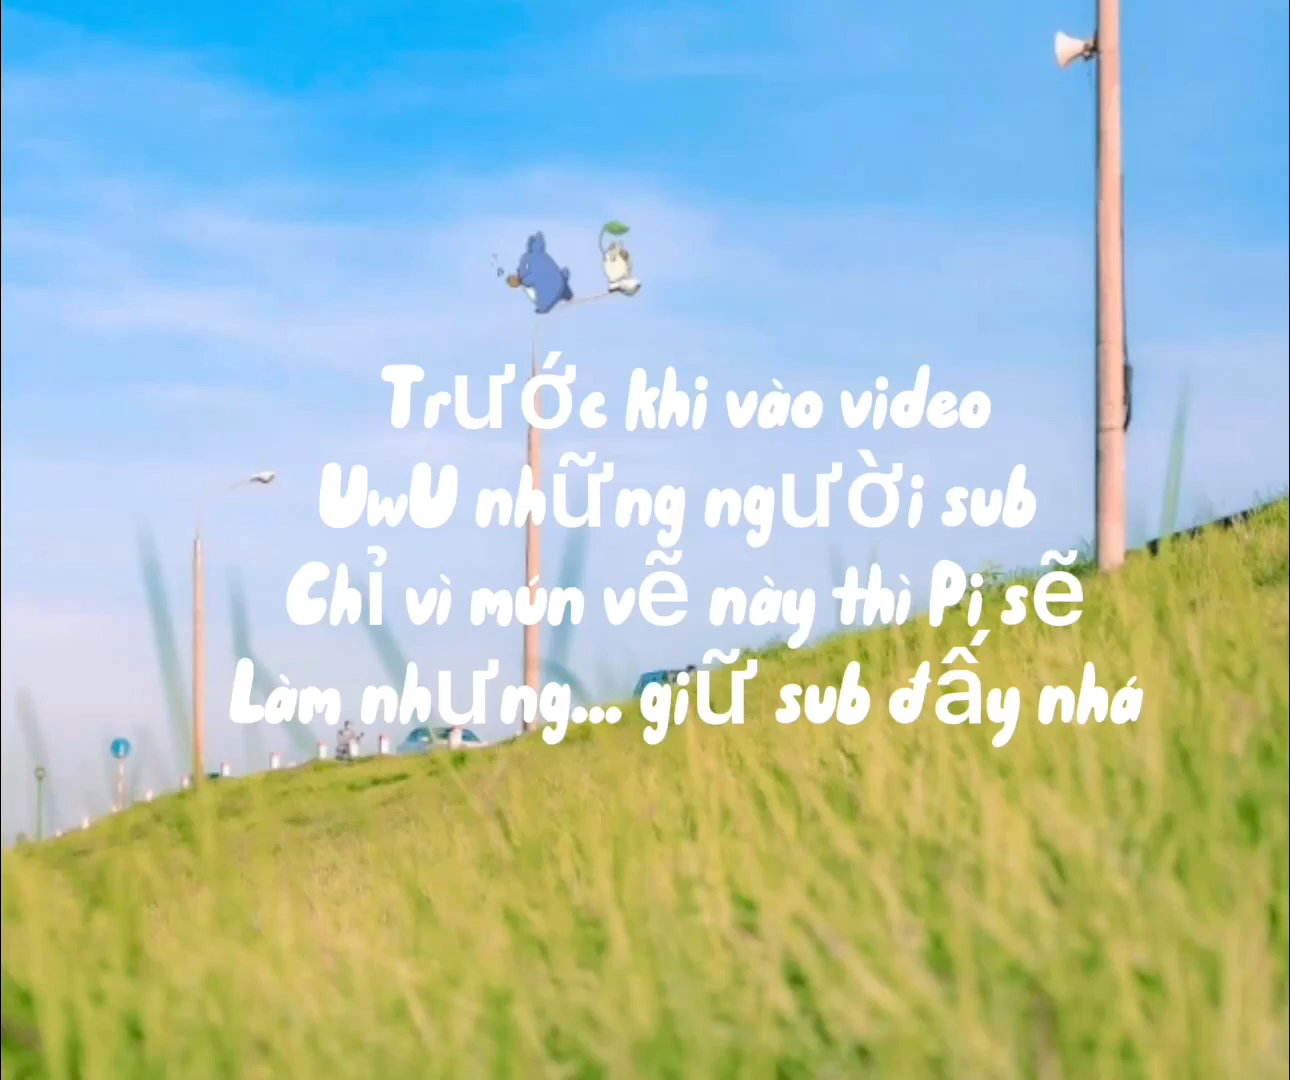 Trước khi vào video
UwU những người sub
Chỉ vì mún vẽ này thì Pi sẽ
Làm nhưng... giữ sub đấy nhá